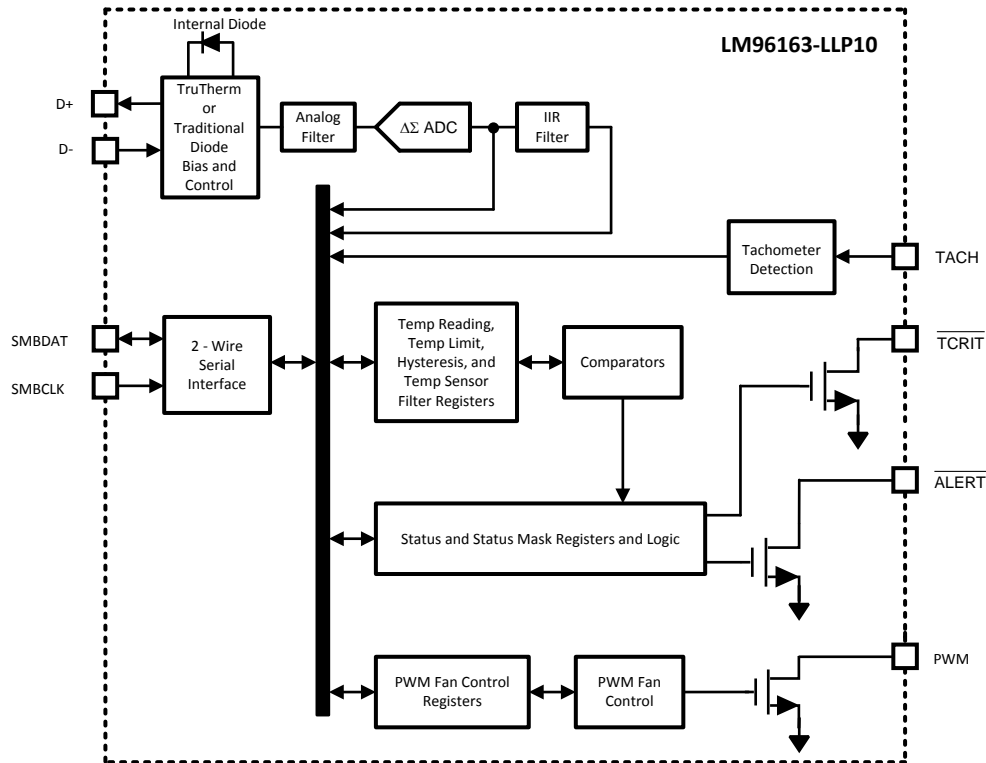 Internal Diode
LM96163-LLP10
D+
D-
TruTherm
or
Traditional
Diode
Bias and
Control
Analog
Filter
ΔΣ ADC
IIR
Filter
Tachometer
Detection
TACH
SMBDAT
SMBCLK
2 - Wire
Serial
Interface
Temp Reading,
Temp Limit,
Hysteresis, and
Temp Sensor
Filter Registers
Comparators
TCRIT
ALERT
Status and Status Mask Registers and Logic
PWM Fan Control
Registers
PWM Fan
Control
PWM